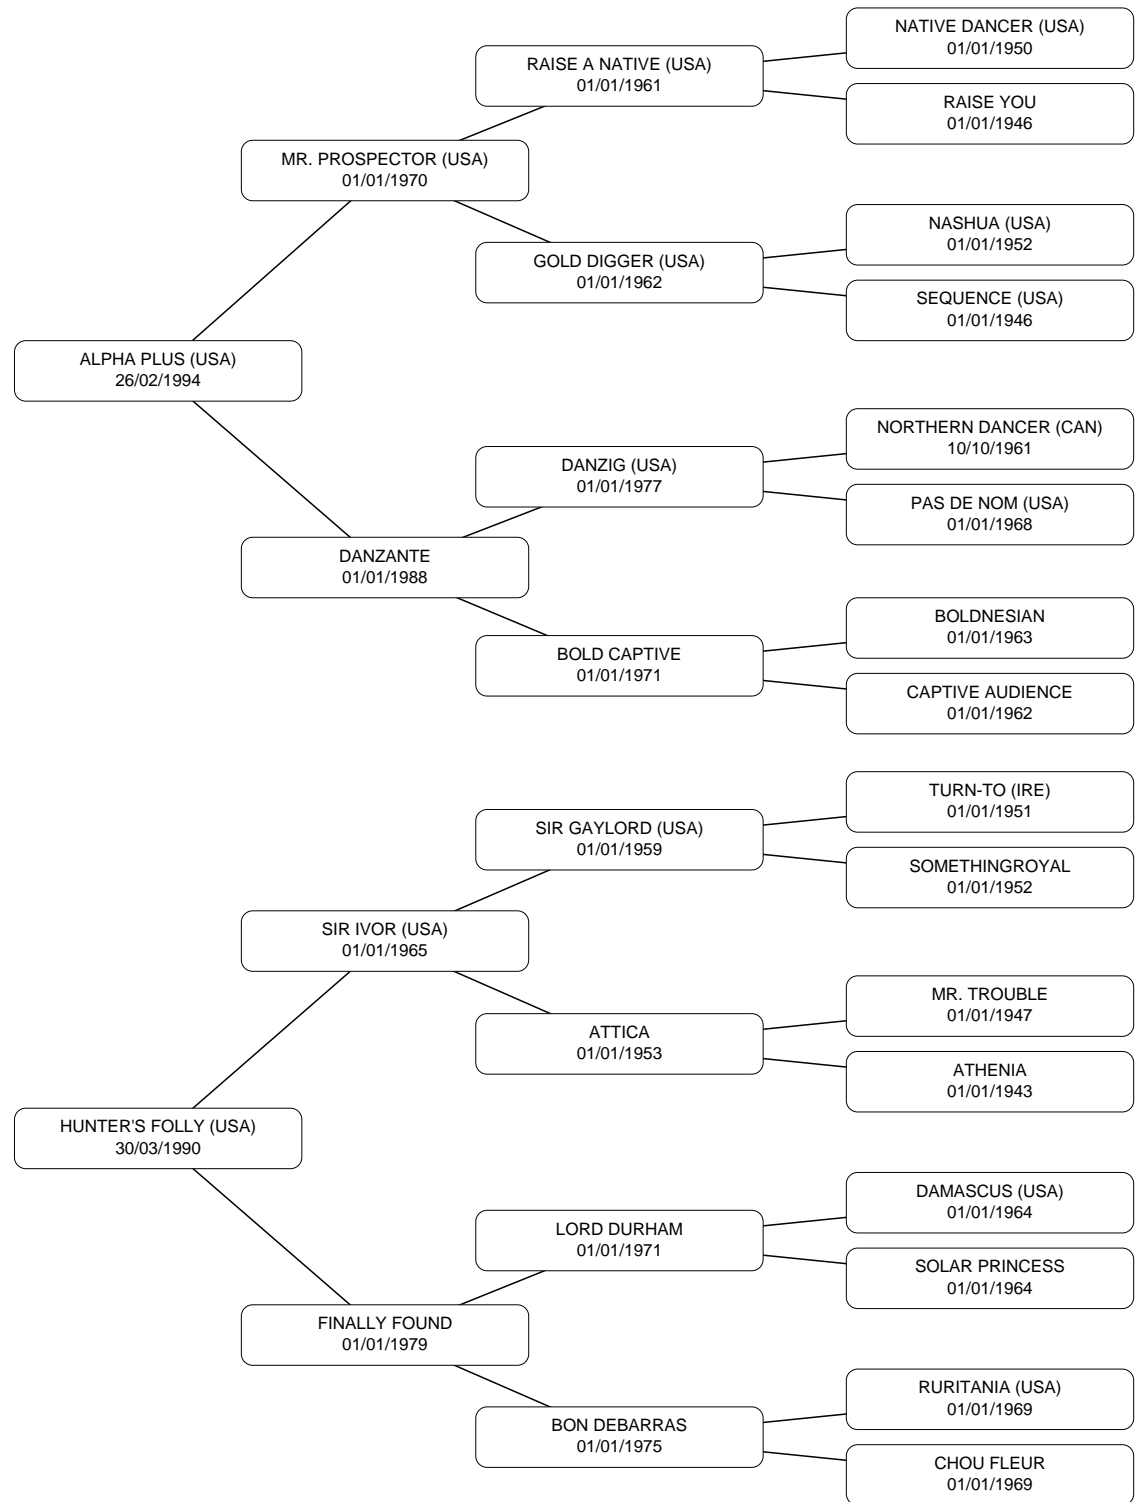 NATIVE DANCER (USA)
01/01/1950
RAISE A NATIVE (USA)
01/01/1961
RAISE YOU
01/01/1946
MR. PROSPECTOR (USA)
01/01/1970
NASHUA (USA)
01/01/1952
GOLD DIGGER (USA)
01/01/1962
SEQUENCE (USA)
01/01/1946
ALPHA PLUS (USA)
26/02/1994
NORTHERN DANCER (CAN)
10/10/1961
DANZIG (USA)
01/01/1977
PAS DE NOM (USA)
01/01/1968
DANZANTE
01/01/1988
BOLDNESIAN
01/01/1963
BOLD CAPTIVE
01/01/1971
CAPTIVE AUDIENCE
01/01/1962
TURN-TO (IRE)
01/01/1951
SIR GAYLORD (USA)
01/01/1959
SOMETHINGROYAL
01/01/1952
SIR IVOR (USA)
01/01/1965
MR. TROUBLE
01/01/1947
ATTICA
01/01/1953
ATHENIA
01/01/1943
HUNTER'S FOLLY (USA)
30/03/1990
DAMASCUS (USA)
01/01/1964
LORD DURHAM
01/01/1971
SOLAR PRINCESS
01/01/1964
FINALLY FOUND
01/01/1979
RURITANIA (USA)
01/01/1969
BON DEBARRAS
01/01/1975
CHOU FLEUR
01/01/1969